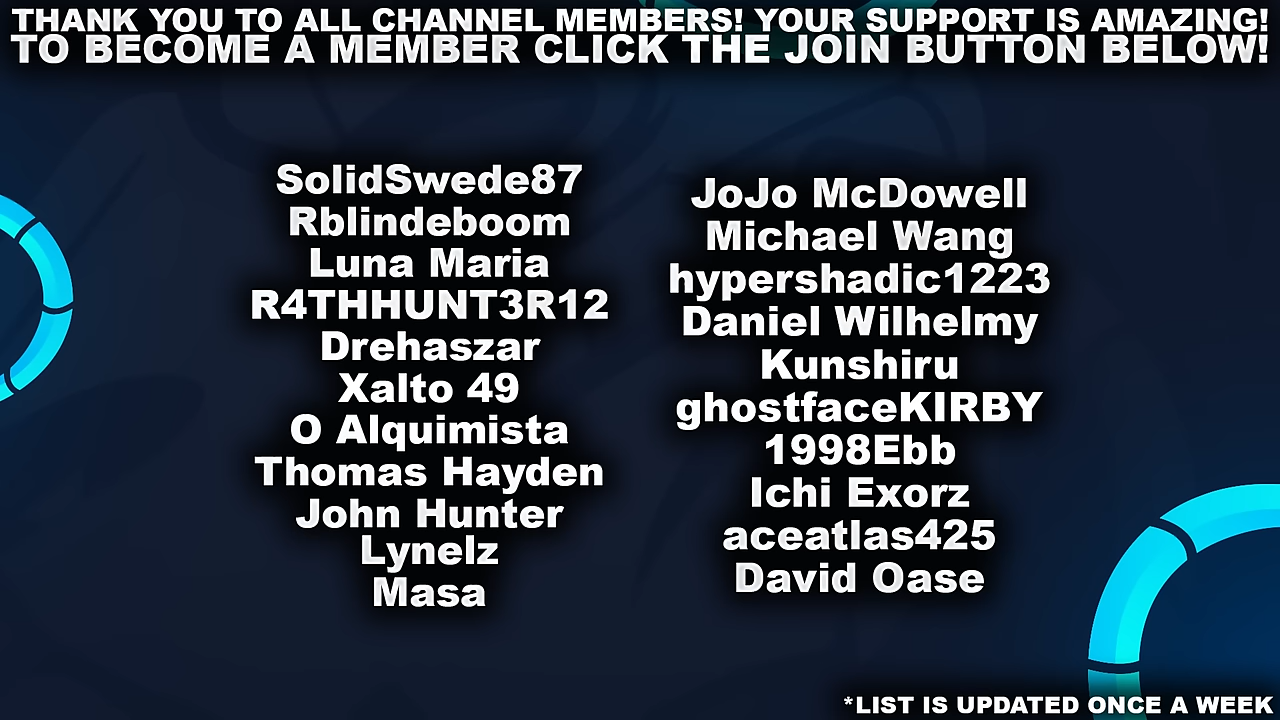 THANK YOU TO ALL CHANNEL MEMBERS! YOUR SUPPORT IS AMAZING!
TO BECOME A MEMBER CLICK THE JOIN BUTTON BELOW!
SolidSwede87
Rblindeboom
Luna Maria
R4THHUNT3R12
Drehaszar
Xalto 49
O Alquimista
Thomas Hayden
John Hunter
Lynelz
Masa
JoJo McDowell
Michael Wang
hypershadic1223
Daniel Wilhelmy
Kunshiru
ghostfaceKIRBY
1998Ebb
Ichi Exorz
aceatlas425
David Oase
*LIST IS UPDATED ONCE A WEEK